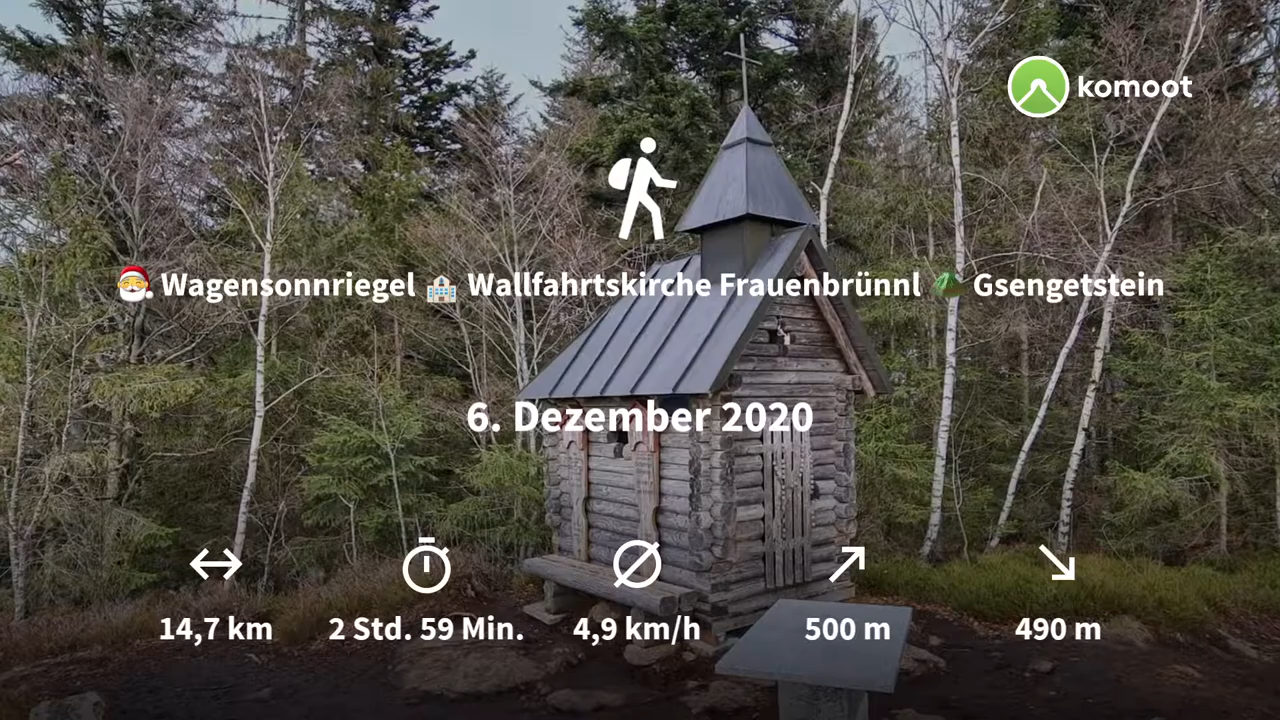 komoot
🎅 Wagensonnriegel 🏫 Wallfahrtskirche Frauenbrünnl 🐲 Gsengetstein
6. Dezember 2020
14,7 km 2 Std. 59 Min. 4,9 km/h 500 m 490 m